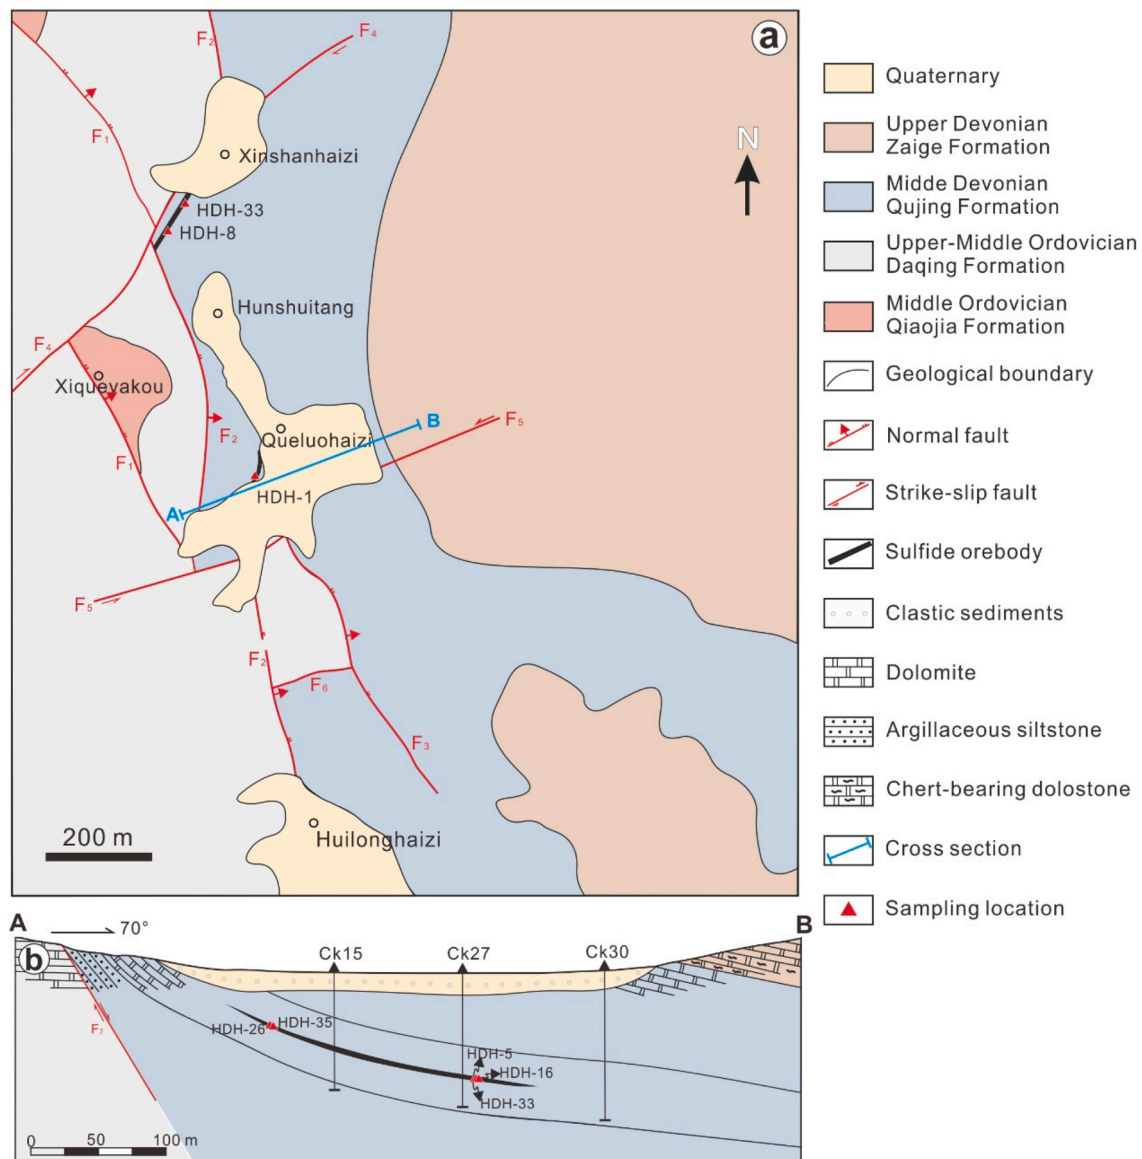 a
N
F₂
F₄
F₁
Xinshanhaizi
HDH-33
HDH-8
Hunshuitang
F₄
Xiqueyakou
F₂
Queluohaizi
B
F₅
F₁
HDH-1
A
F₅
F₂
F₆
F₃
Huilonghaizi
200 m
Quaternary
Upper Devonian
Zaige Formation
Midde Devonian
Qujing Formation
Upper-Middle Ordovician
Daqing Formation
Middle Ordovician
Qiaojia Formation
Geological boundary
Normal fault
Strike-slip fault
Sulfide orebody
Clastic sediments
Dolomite
Argillaceous siltstone
Chert-bearing dolostone
Cross section
Sampling location
A
70°
B
b
Ck15
Ck27
Ck30
F₂
HDH-26
HDH-35
HDH-5
HDH-16
HDH-33
0 50 100 m